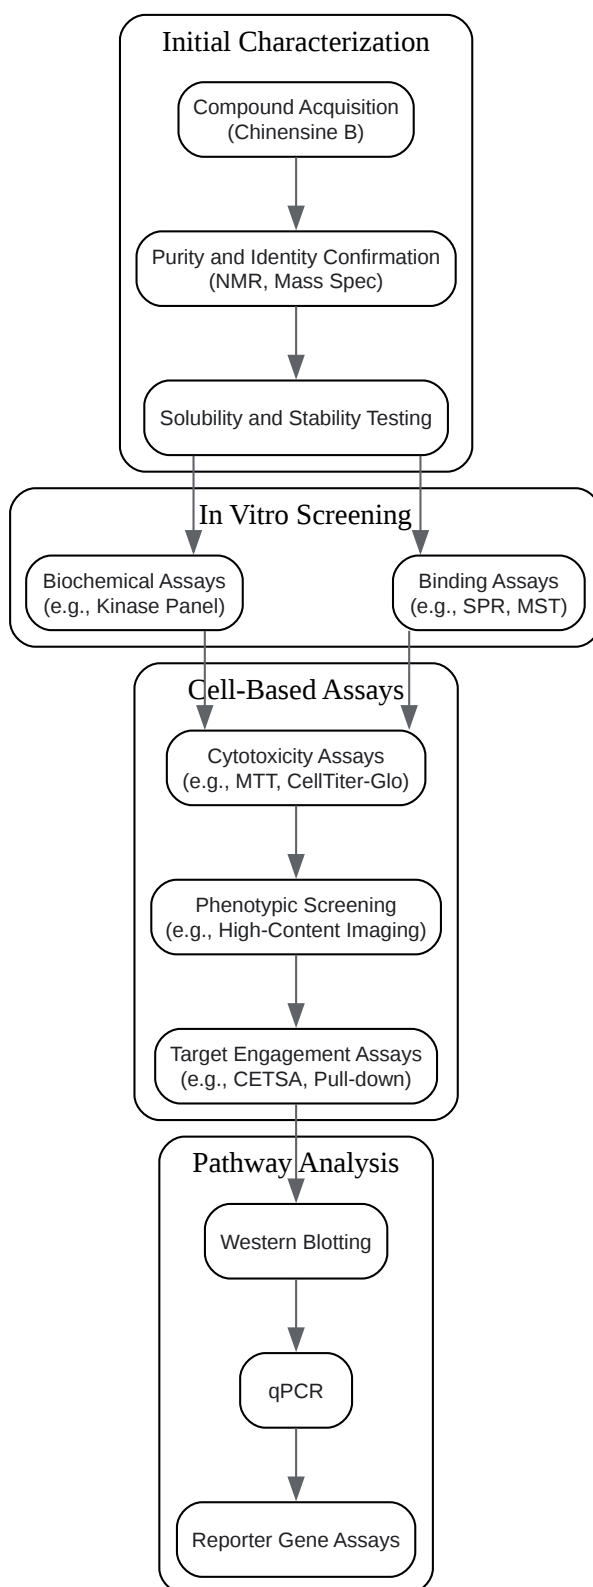 Initial Characterization
Compound Acquisition
(Chinensine B)
Purity and Identity Confirmation
(NMR, Mass Spec)
Solubility and Stability Testing
In Vitro Screening
Biochemical Assays
(e.g., Kinase Panel)
Binding Assays
(e.g., SPR, MST)
Cell-Based Assays
Cytotoxicity Assays
(e.g., MTT, CellTiter-Glo)
Phenotypic Screening
(e.g., High-Content Imaging)
Target Engagement Assays
(e.g., CETSA, Pull-down)
Pathway Analysis
Western Blotting
qPCR
Reporter Gene Assays